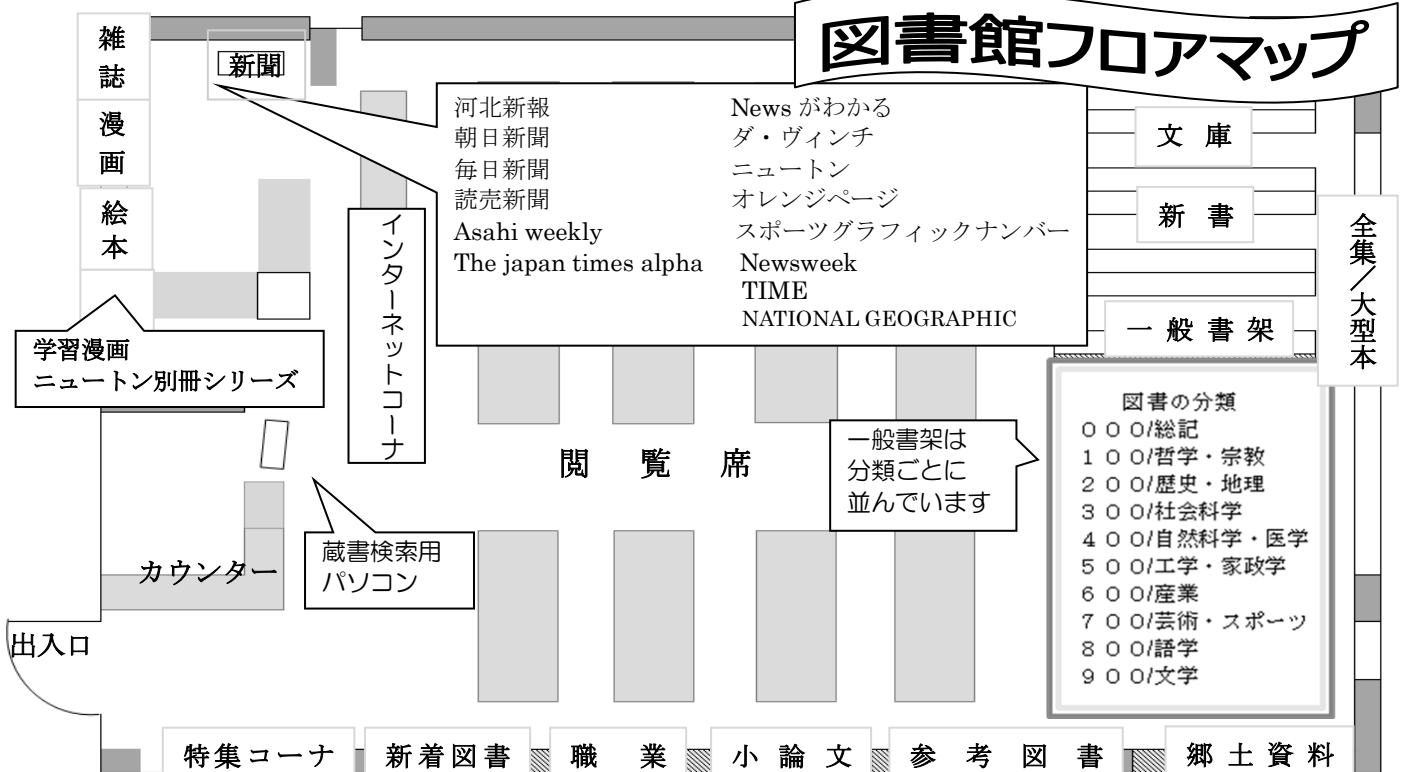 図書館フロアマップ
雑誌
新聞
漫画
絵本
河北新報
朝日新聞
毎日新聞
読売新聞
Asahi weekly
The japan times alpha
News がわかる
ダ・ヴィンチ
ニュートン
オレンジページ
スポーツグラフィックナンバー
Newsweek
TIME
NATIONAL GEOGRAPHIC
文庫
新書
一般書架
全集／大型本
学習漫画
ニュートン別冊シリーズ
インターネットコーナ
閲覧席
一般書架は
分類ごとに
並んでいます
図書の分類
０００/総記
１００/哲学・宗教
２００/歴史・地理
３００/社会科学
４００/自然科学・医学
５００/工学・家政学
６００/産業
７００/芸術・スポーツ
８００/語学
９００/文学
蔵書検索用
パソコン
カウンター
出入口
特集コーナ
新着図書
職業
小論文
参考図書
郷土資料